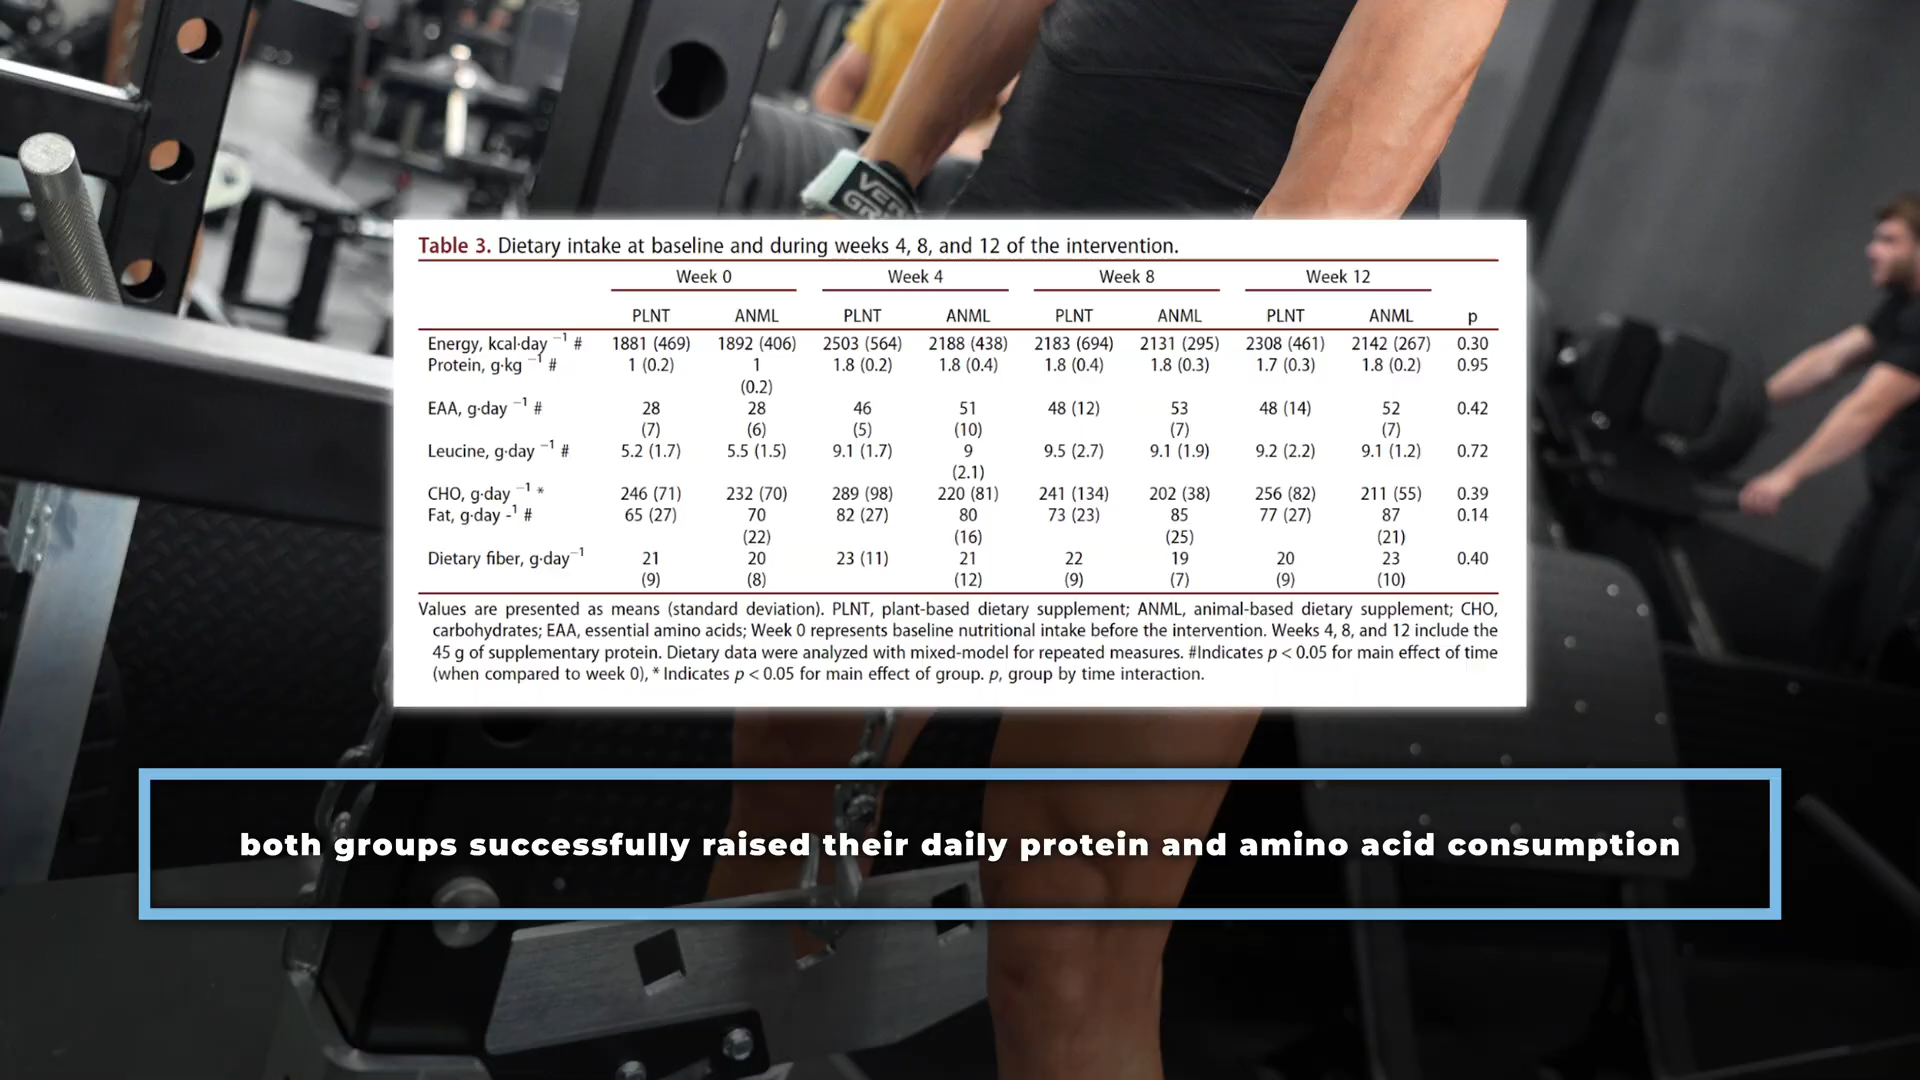 VER
GRI
Table 3. Dietary intake at baseline and during weeks 4, 8, and 12 of the intervention.
Week 0 Week 4 Week 8 Week 12
PLNT ANML PLNT ANML PLNT ANML PLNT ANML p
Energy, kcal·day ⁻¹ # 1881 (469) 1892 (406) 2503 (564) 2188 (438) 2183 (694) 2131 (295) 2308 (461) 2142 (267) 0.30
Protein, g·kg ⁻¹ # 1 (0.2) 1 1.8 (0.2) 1.8 (0.4) 1.8 (0.4) 1.8 (0.3) 1.7 (0.3) 1.8 (0.2) 0.95
(0.2)
EAA, g·day ⁻¹ # 28 28 46 51 48 (12) 53 48 (14) 52 0.42
(7) (6) (5) (10) (7) (7)
Leucine, g·day ⁻¹ # 5.2 (1.7) 5.5 (1.5) 9.1 (1.7) 9 9.5 (2.7) 9.1 (1.9) 9.2 (2.2) 9.1 (1.2) 0.72
(2.1)
CHO, g·day ⁻¹ * 246 (71) 232 (70) 289 (98) 220 (81) 241 (134) 202 (38) 256 (82) 211 (55) 0.39
Fat, g·day -¹ # 65 (27) 70 82 (27) 80 73 (23) 85 77 (27) 87 0.14
(22) (16) (25) (21)
Dietary fiber, g·day⁻¹ 21 20 23 (11) 21 22 19 20 23 0.40
(9) (8) (12) (9) (7) (9) (10)
Values are presented as means (standard deviation). PLNT, plant-based dietary supplement; ANML, animal-based dietary supplement; CHO,
carbohydrates; EAA, essential amino acids; Week 0 represents baseline nutritional intake before the intervention. Weeks 4, 8, and 12 include the
45 g of supplementary protein. Dietary data were analyzed with mixed-model for repeated measures. #Indicates p < 0.05 for main effect of time
(when compared to week 0), * Indicates p < 0.05 for main effect of group. p, group by time interaction.
both groups successfully raised their daily protein and amino acid consumption